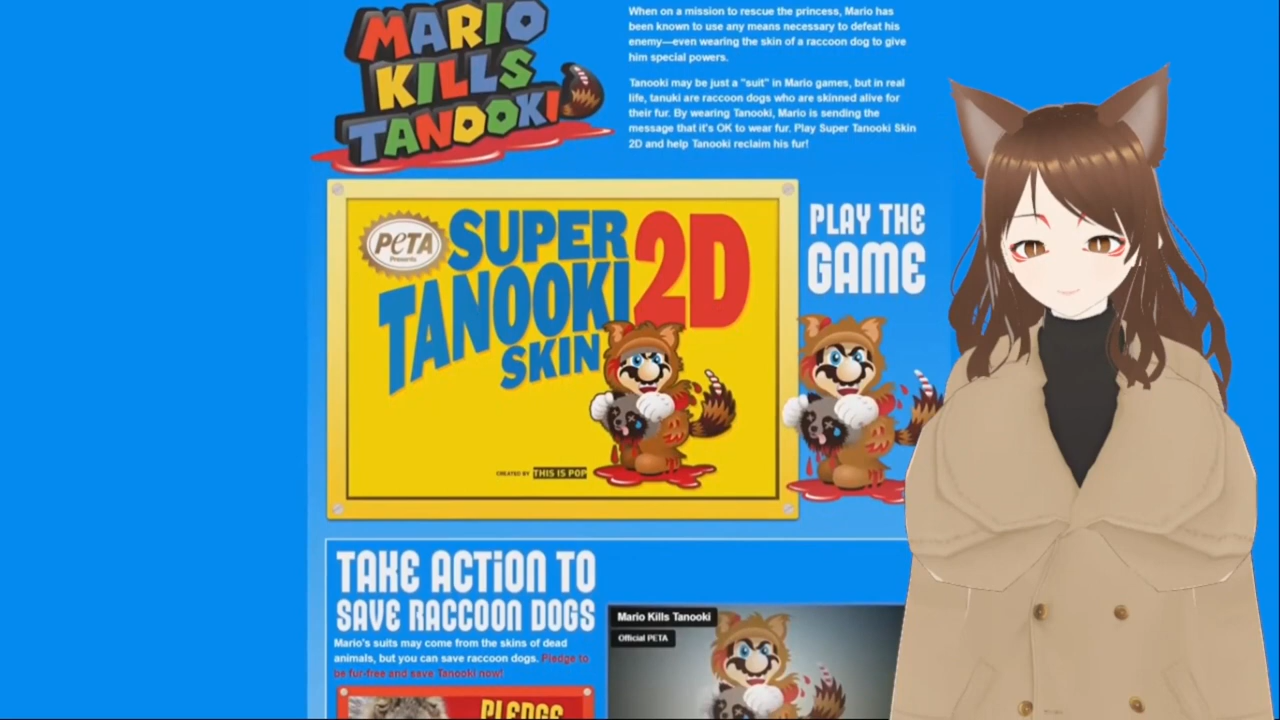 MARIO
KILLS
TANOOKI
When on a mission to rescue the princess, Mario has
been known to use any means necessary to defeat his
enemy—even wearing the skin of a raccoon dog to give
him special powers.
Tanooki may be just a "suit" in Mario games, but in real
life, tanuki are raccoon dogs who are skinned alive for
their fur. By wearing Tanooki, Mario is sending the
message that it's OK to wear fur. Play Super Tanooki Skin
2D and help Tanooki reclaim his fur!
PeTA
Presents
SUPER
TANOOKI
SKIN
2D
CREATED BY THIS IS POP
PLAY THE
GAME
TAKE ACTION TO
SAVE RACCOON DOGS
Mario's suits may come from the skins of dead
animals, but you can save raccoon dogs. Pledge to
be fur-free and save Tanooki now!
PLEDGE
Mario Kills Tanooki
Official PETA